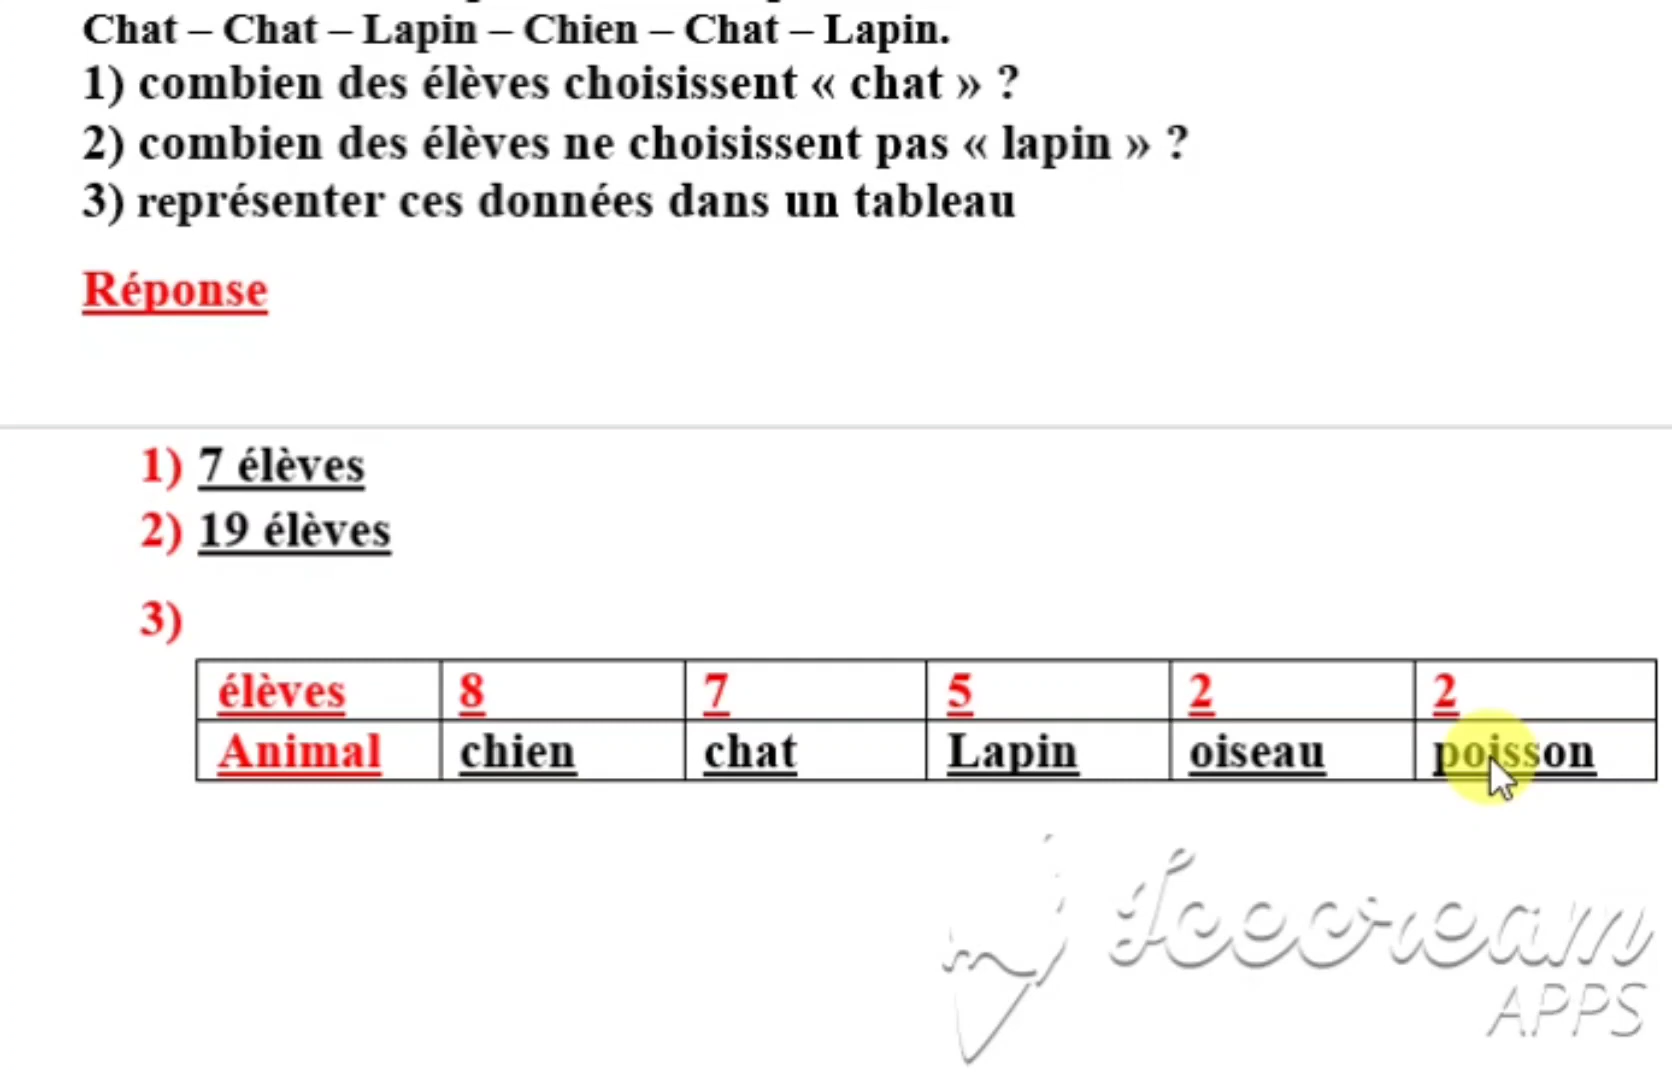 Chat – Chat – Lapin – Chien – Chat – Lapin.
1) combien des élèves choisissent « chat » ?
2) combien des élèves ne choisissent pas « lapin » ?
3) représenter ces données dans un tableau
Réponse
1) 7 élèves
2) 19 élèves
3)
élèves 8 7 5 2 2
Animal chien chat Lapin oiseau poisson
Icecream
APPS